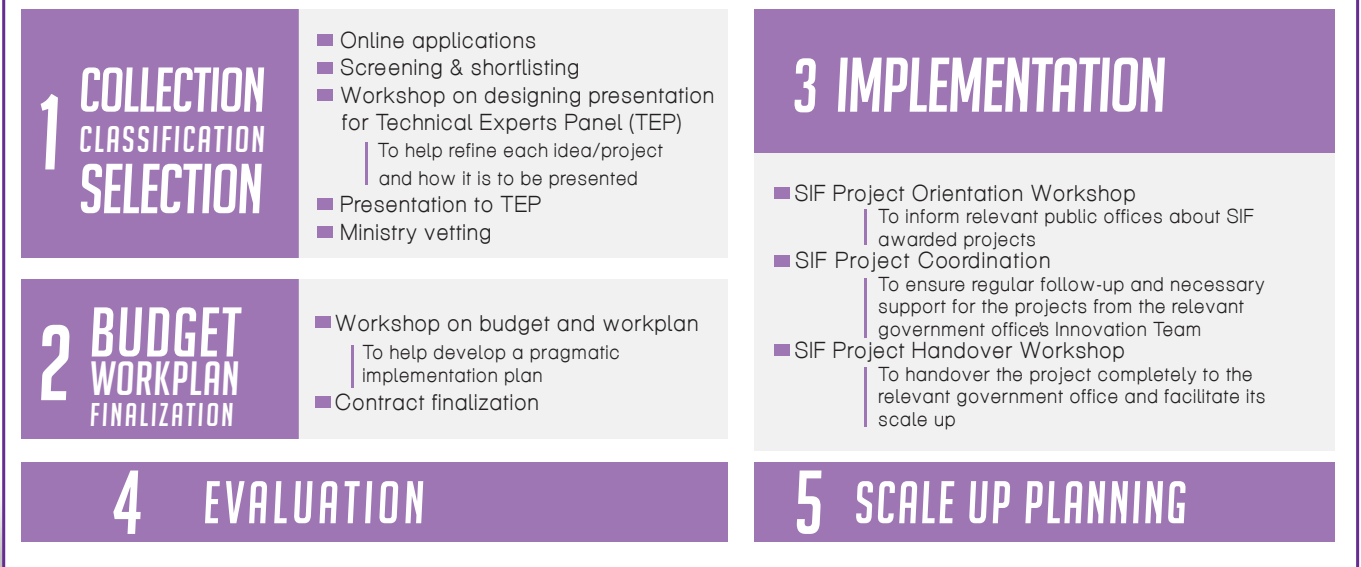 1 COLLECTION
CLASSIFICATION
SELECTION
Online applications
Screening & shortlisting
Workshop on designing presentation
for Technical Experts Panel (TEP)
To help refine each idea/project
and how it is to be presented
Presentation to TEP
Ministry vetting
2 BUDGET
WORKPLAN
FINALIZATION
Workshop on budget and workplan
To help develop a pragmatic
implementation plan
Contract finalization
3 IMPLEMENTATION
SIF Project Orientation Workshop
To inform relevant public offices about SIF
awarded projects
SIF Project Coordination
To ensure regular follow-up and necessary
support for the projects from the relevant
government office's Innovation Team
SIF Project Handover Workshop
To handover the project completely to the
relevant government office and facilitate its
scale up
4 EVALUATION
5 SCALE UP PLANNING